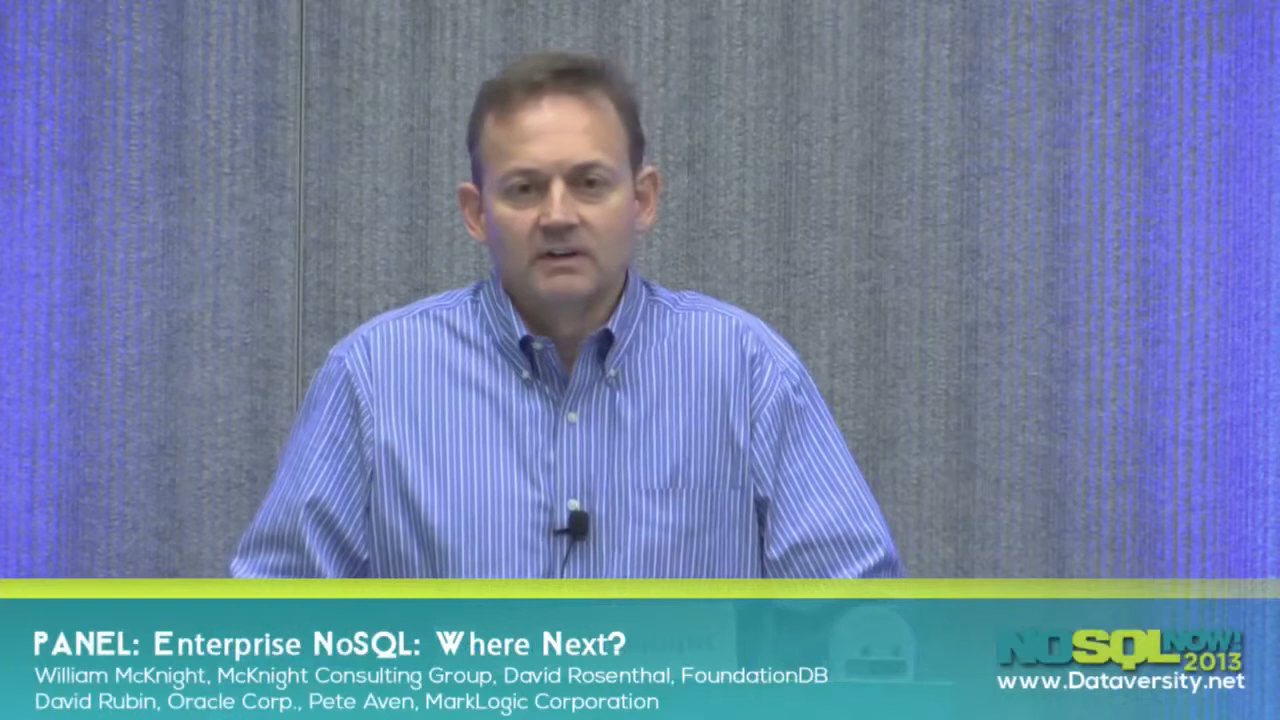 PANEL: Enterprise NoSQL: Where Next?
William McKnight, McKnight Consulting Group, David Rosenthal, FoundationDB
David Rubin, Oracle Corp., Pete Aven, MarkLogic Corporation
NOSQL NOW!
2013
www.Dataversity.net